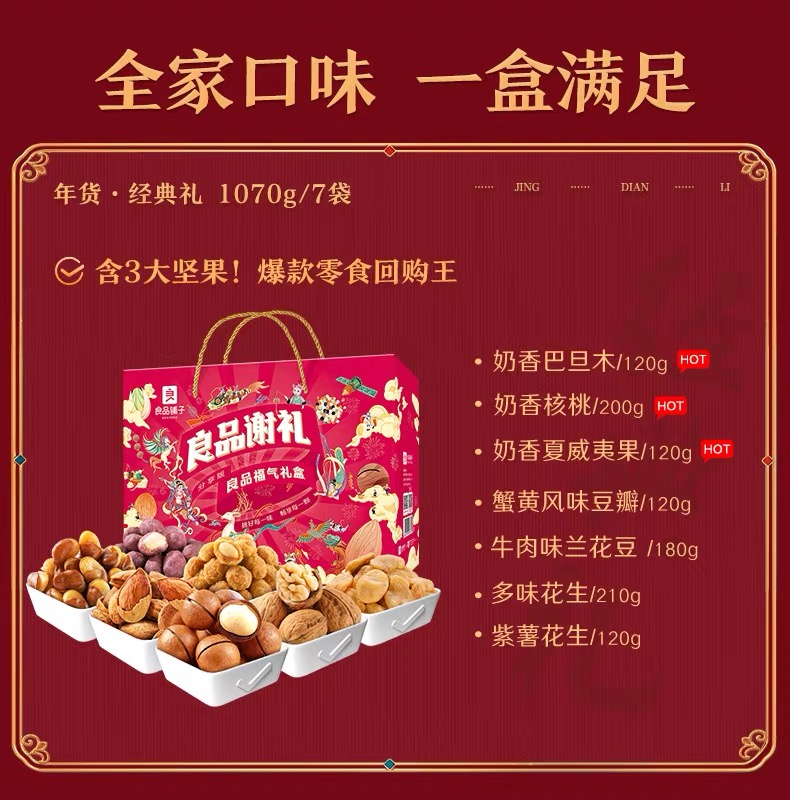 全家口味 一盒满足
年货·经典礼 1070g/7袋
······ JING ······ DIAN ······ LI
含3大坚果！爆款零食回购王
良品铺子
良品谢礼
分享版
良品福气礼盒
奶香巴旦木/120g HOT
奶香核桃/200g HOT
奶香夏威夷果/120g HOT
蟹黄风味豆瓣/120g
牛肉味兰花豆 /180g
多味花生/210g
紫薯花生/120g